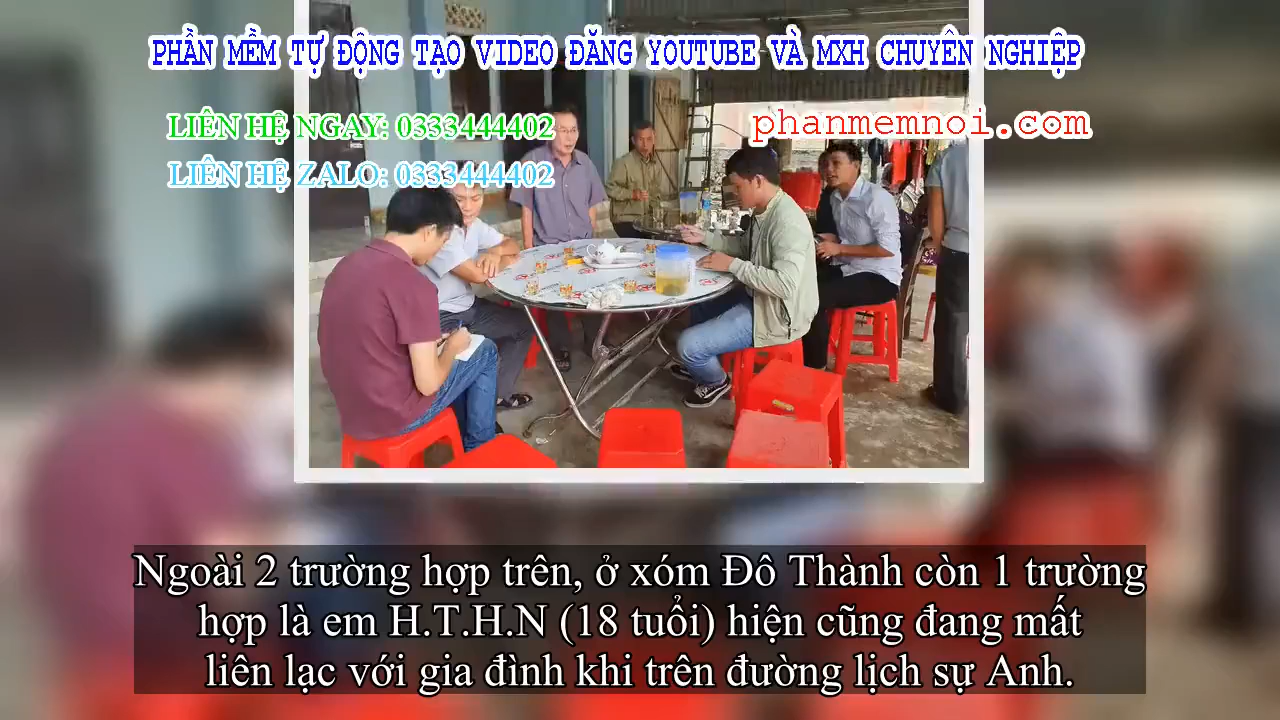 PHẦN MỀM TỰ ĐỘNG TẠO VIDEO ĐĂNG YOUTUBE VÀ MXH CHUYÊN NGHIỆP
LIÊN HỆ NGAY: 0333444402
phanmemnoi.com
LIÊN HỆ ZALO: 0333444402
Ngoài 2 trường hợp trên, ở xóm Đô Thành còn 1 trường
hợp là em H.T.H.N (18 tuổi) hiện cũng đang mất
liên lạc với gia đình khi trên đường lịch sự Anh.